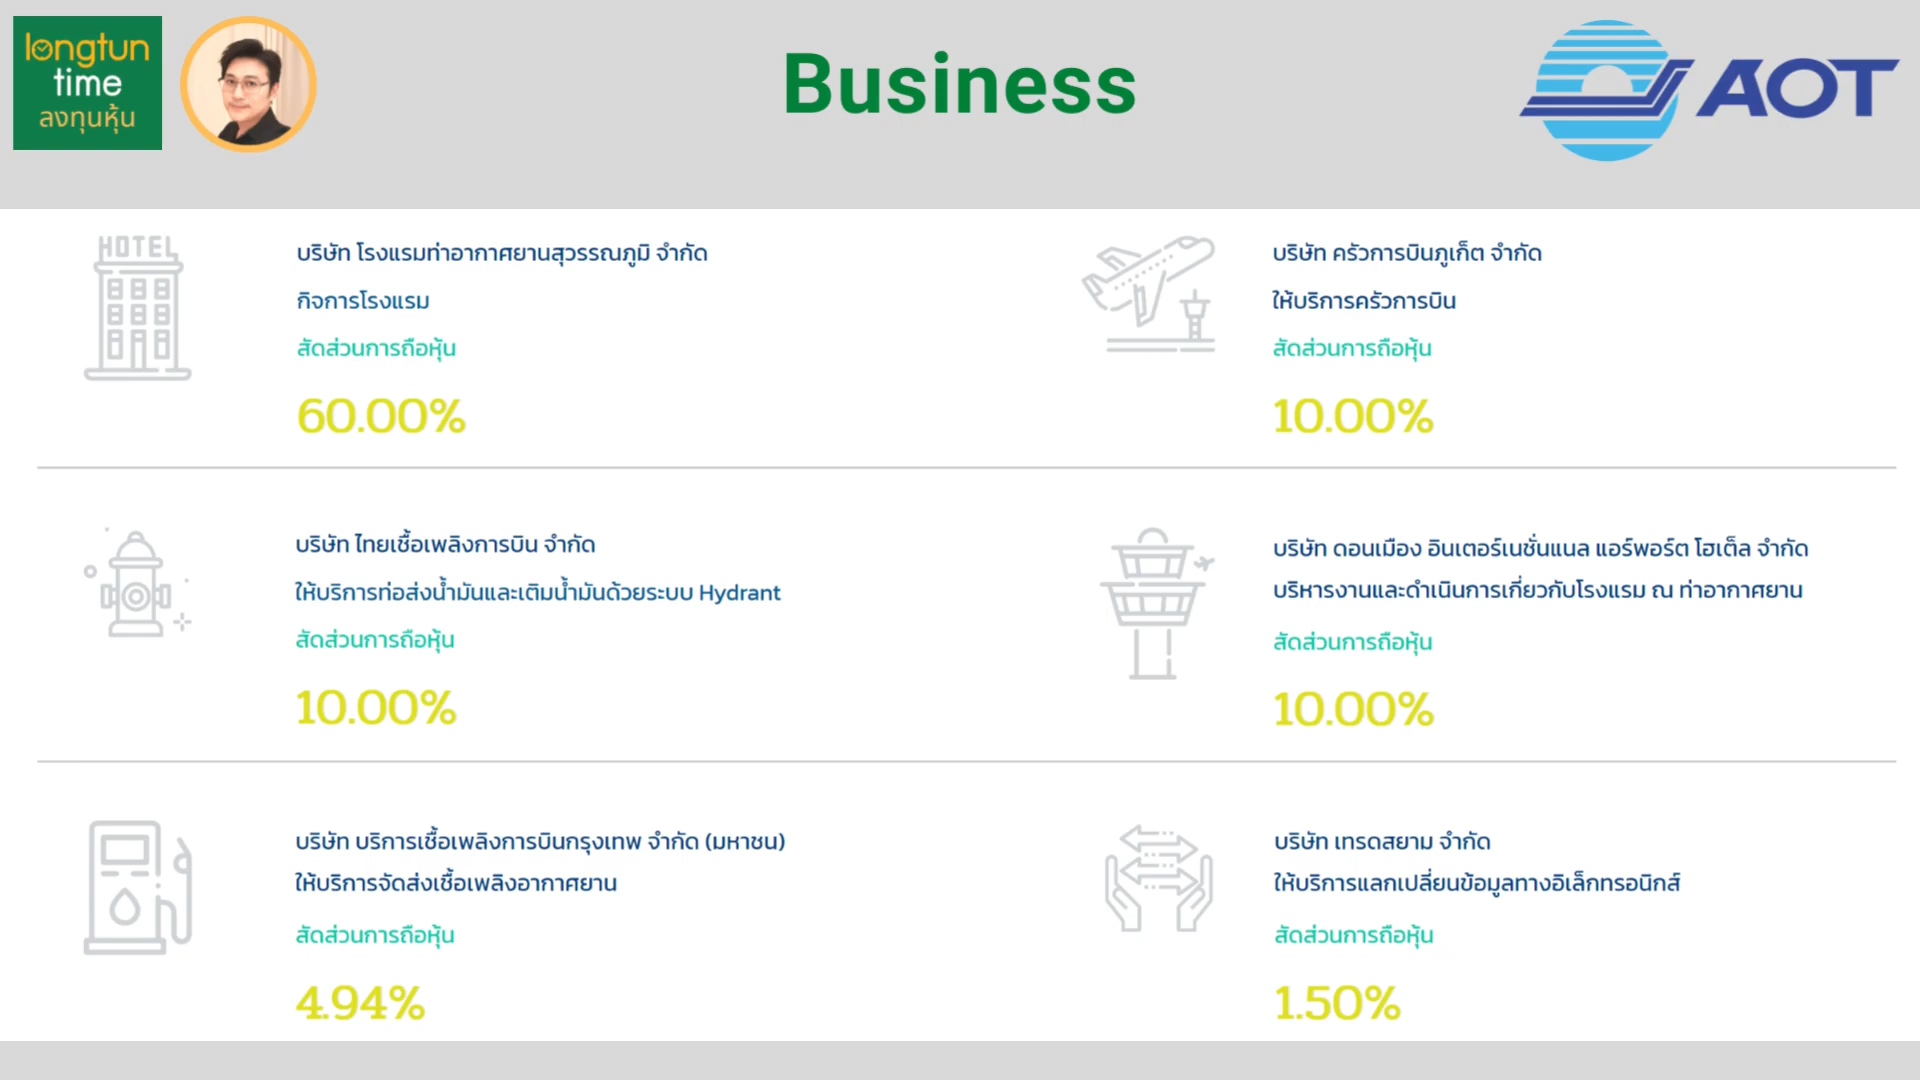 longtun
time
ลงทุนหุ้น
Business
AOT
HOTEL
บริษัท โรงแรมท่าอากาศยานสุวรรณภูมิ จำกัด
กิจการโรงแรม
สัดส่วนการถือหุ้น
60.00%
บริษัท ครัวการบินภูเก็ต จำกัด
ให้บริการครัวการบิน
สัดส่วนการถือหุ้น
10.00%
บริษัท ไทยเชื้อเพลิงการบิน จำกัด
ให้บริการท่อส่งน้ำมันและเติมน้ำมันด้วยระบบ Hydrant
สัดส่วนการถือหุ้น
10.00%
บริษัท ดอนเมือง อินเตอร์เนชั่นแนล แอร์พอร์ต โฮเต็ล จำกัด
บริหารงานและดำเนินการเกี่ยวกับโรงแรม ณ ท่าอากาศยาน
สัดส่วนการถือหุ้น
10.00%
บริษัท บริการเชื้อเพลิงการบินกรุงเทพ จำกัด (มหาชน)
ให้บริการจัดส่งเชื้อเพลิงอากาศยาน
สัดส่วนการถือหุ้น
4.94%
บริษัท เทรดสยาม จำกัด
ให้บริการแลกเปลี่ยนข้อมูลทางอิเล็กทรอนิกส์
สัดส่วนการถือหุ้น
1.50%